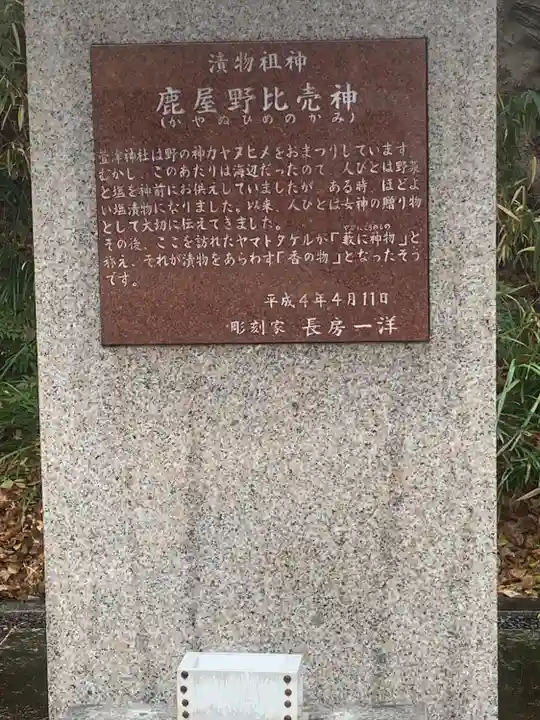 漬物祖神
鹿屋野比売神
(かやぬひめのかみ)
萱津神社は野の神カヤヌヒメをおまつりしています。
むかし、このあたりは海辺だったので、人びとは野菜
と塩を神前にお供えしていましたが、ある時、ほどよ
い塩漬物になりました。以来、人びとは女神の贈り物
として大切に伝えてきました。
その後、ここを訪れたヤマトタケルが「藪に神物」と
称え、それが漬物をあらわす「香の物」となったそう
です。
平成4年4月11日
彫刻家 長房一洋